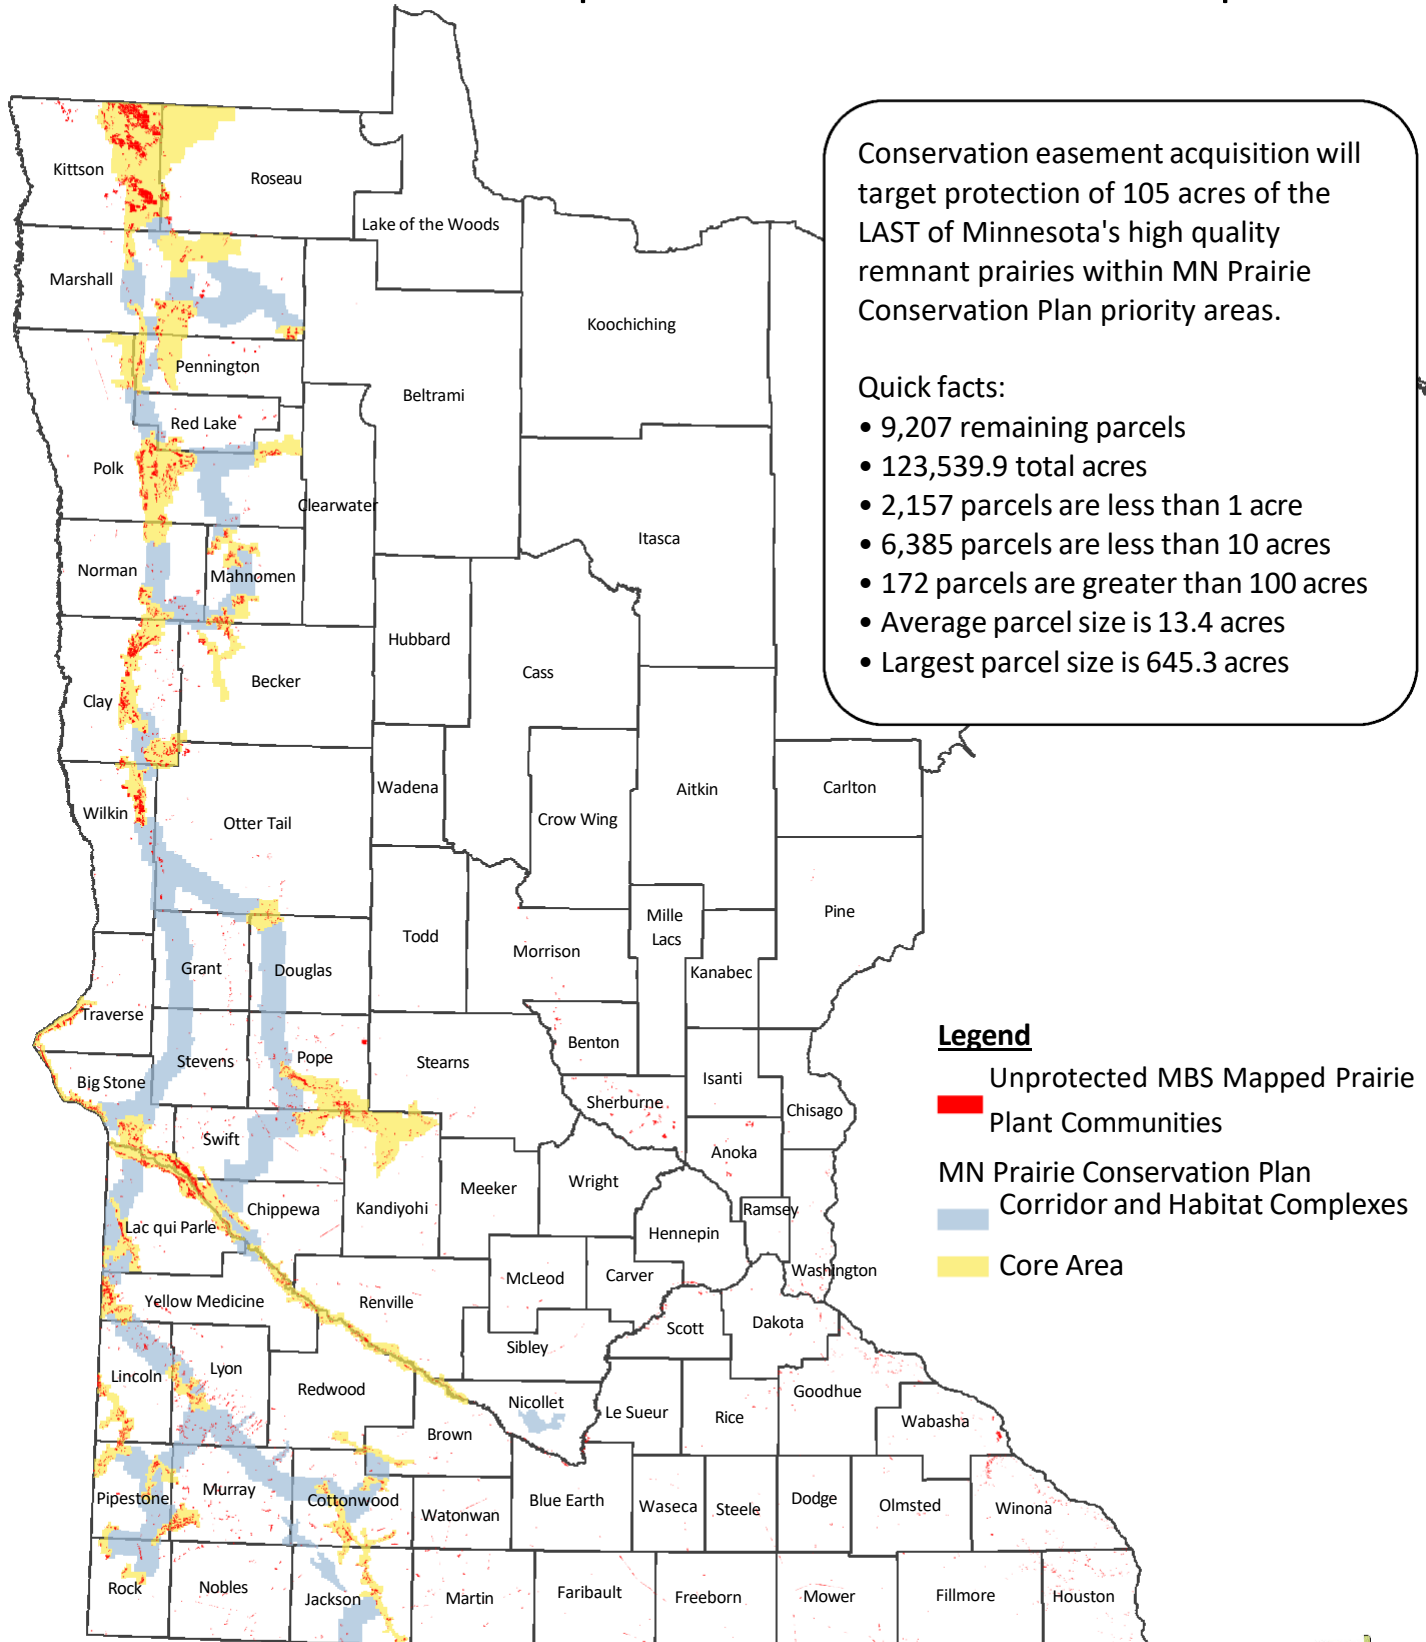 Kittson
Roseau
Lake of the Woods
Marshall
Koochiching
Pennington
Beltrami
Red Lake
Polk
Clearwater
Itasca
Norman
Mahnomen
Hubbard
Cass
Becker
Clay
Wadena
Aitkin
Carlton
Wilkin
Otter Tail
Crow Wing
Pine
Mille
Lacs
Todd
Morrison
Kanabec
Grant
Douglas
Traverse
Benton
Stevens
Pope
Stearns
Isanti
Big Stone
Sherburne
Chisago
Swift
Anoka
Wright
Meeker
Kandiyohi
Chippewa
Ramsey
Lac qui Parle
Hennepin
Washington
McLeod
Carver
Yellow Medicine
Renville
Scott
Dakota
Sibley
Lyon
Lincoln
Redwood
Goodhue
Nicollet
Le Sueur
Rice
Wabasha
Brown
Pipestone
Murray
Cottonwood
Watonwan
Blue Earth
Waseca
Steele
Dodge
Olmsted
Winona
Rock
Nobles
Jackson
Martin
Faribault
Freeborn
Mower
Fillmore
Houston
Conservation easement acquisition will
target protection of 105 acres of the
LAST of Minnesota's high quality
remnant prairies within MN Prairie
Conservation Plan priority areas.
Quick facts:
• 9,207 remaining parcels
• 123,539.9 total acres
• 2,157 parcels are less than 1 acre
• 6,385 parcels are less than 10 acres
• 172 parcels are greater than 100 acres
• Average parcel size is 13.4 acres
• Largest parcel size is 645.3 acres
Legend
Unprotected MBS Mapped Prairie
Plant Communities
MN Prairie Conservation Plan
Corridor and Habitat Complexes
Core Area